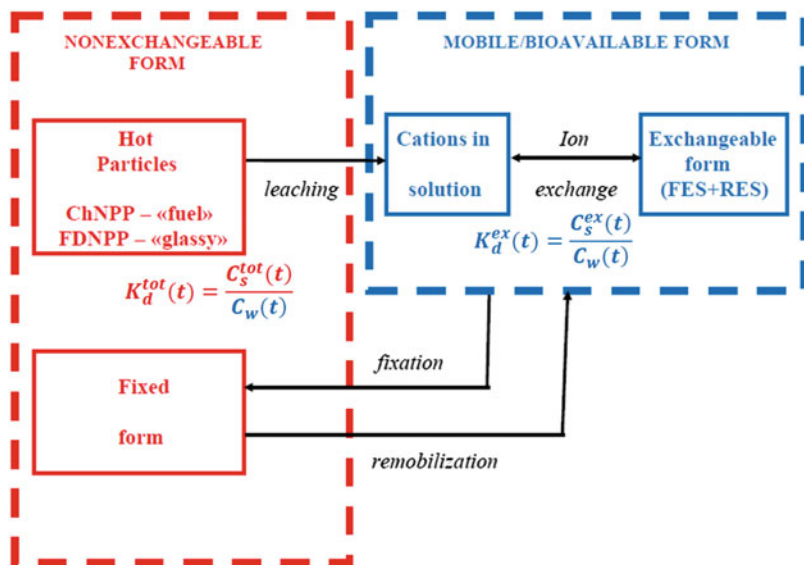 NONEXCHANGEABLE
FORM
Hot
Particles
ChNPP – «fuel»
FDNPP – «glassy»
K_d^{tot}(t) = C_s^{tot}(t) / C_w(t)
Fixed
form
MOBILE/BIOAVAILABLE FORM
Cations in
solution
Ion
exchange
Exchangeable
form
(FES+RES)
K_d^{ex}(t) = C_s^{ex}(t) / C_w(t)
leaching
fixation
remobilization